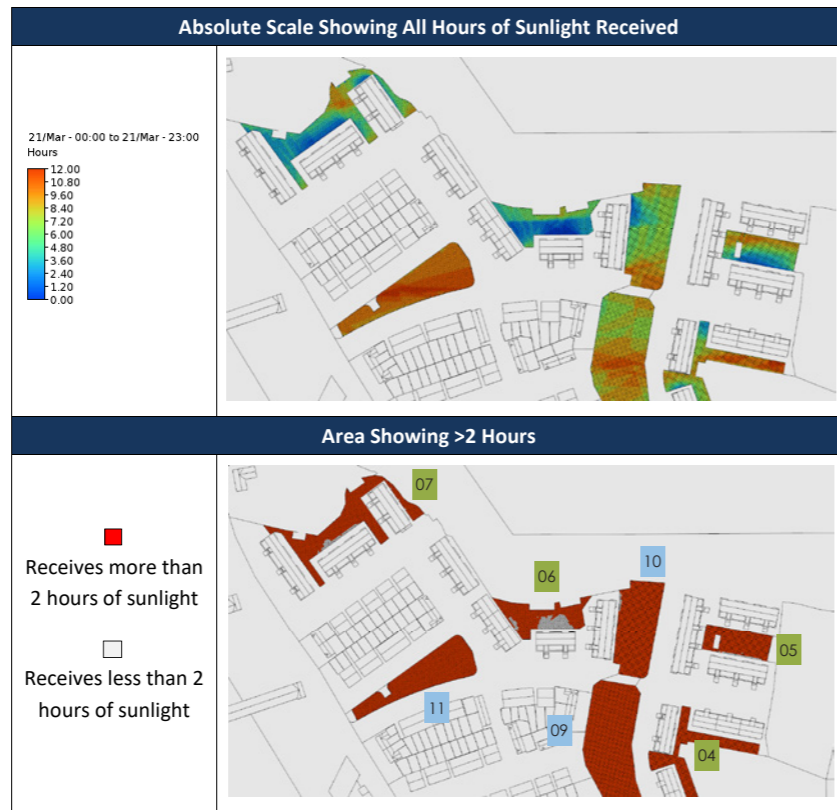 Absolute Scale Showing All Hours of Sunlight Received
21/Mar - 00:00 to 21/Mar - 23:00
Hours
12.00
10.80
9.60
8.40
7.20
6.00
4.80
3.60
2.40
1.20
0.00
Area Showing >2 Hours
Receives more than
2 hours of sunlight
Receives less than 2
hours of sunlight
07
06
10
05
11
09
04